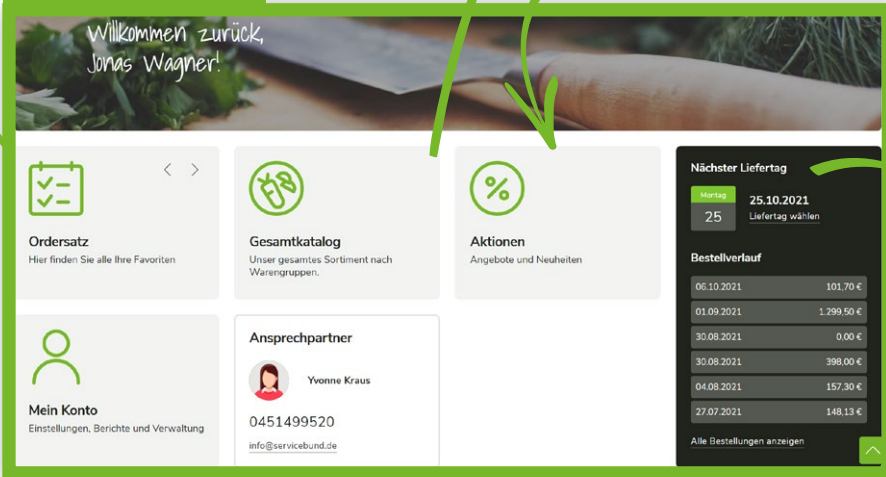 Willkommen zurück,
Jonas Wagner!
Ordersatz
Hier finden Sie alle Ihre Favoriten
Gesamtkatalog
Unser gesamtes Sortiment nach
Warengruppen.
Aktionen
Angebote und Neuheiten
Mein Konto
Einstellungen, Berichte und Verwaltung
Ansprechpartner
Yvonne Kraus
0451499520
info@servicebund.de
Nächster Liefertag
Montag
25
25.10.2021
Liefertag wählen
Bestellverlauf
06.10.2021 101,70 €
01.09.2021 1.299,50 €
30.08.2021 0,00 €
30.08.2021 398,00 €
04.08.2021 157,30 €
27.07.2021 148,13 €
Alle Bestellungen anzeigen